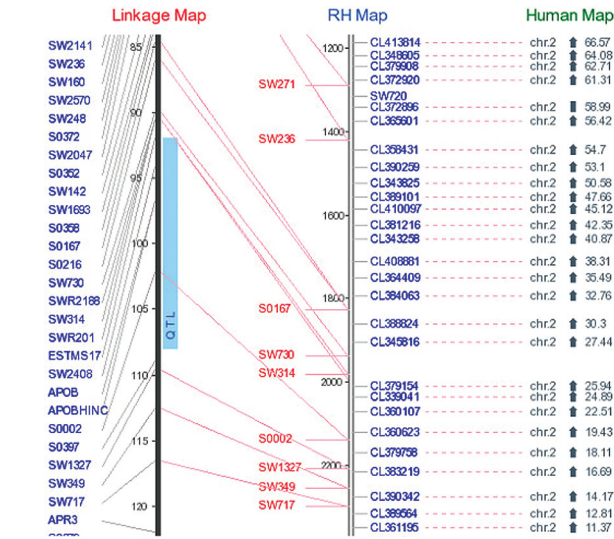 Linkage Map RH Map Human Map
SW2141
SW236
SW160
SW2570
SW248
S0372
SW2047
S0352
SW142
SW1693
S0358
S0167
S0216
SW730
SWR2188
SW314
SWR201
ESTMS17
SW2408
APOB
APOBHINC
S0002
S0397
SW1327
SW349
SW717
APR3
85
90
95
100
105
110
115
120
QTL
SW271
SW236
S0167
SW730
SW314
S0002
SW1327
SW349
SW717
1200
1400
1600
1800
2000
2200
CL413814 chr.2 66.57
CL348605 chr.2 64.08
CL379908 chr.2 62.71
CL372920 chr.2 61.31
SW720
CL372896 chr.2 58.99
CL365601 chr.2 56.42
CL358431 chr.2 54.7
CL390259 chr.2 53.1
CL343825 chr.2 50.58
CL389101 chr.2 47.66
CL410097 chr.2 45.12
CL381216 chr.2 42.35
CL343258 chr.2 40.87
CL408881 chr.2 38.31
CL364409 chr.2 35.49
CL384063 chr.2 32.76
CL388824 chr.2 30.3
CL345816 chr.2 27.44
CL379154 chr.2 25.94
CL339041 chr.2 24.89
CL360107 chr.2 22.51
CL360623 chr.2 19.43
CL379758 chr.2 18.11
CL383219 chr.2 16.69
CL390342 chr.2 14.17
CL389564 chr.2 12.81
CL361195 chr.2 11.37